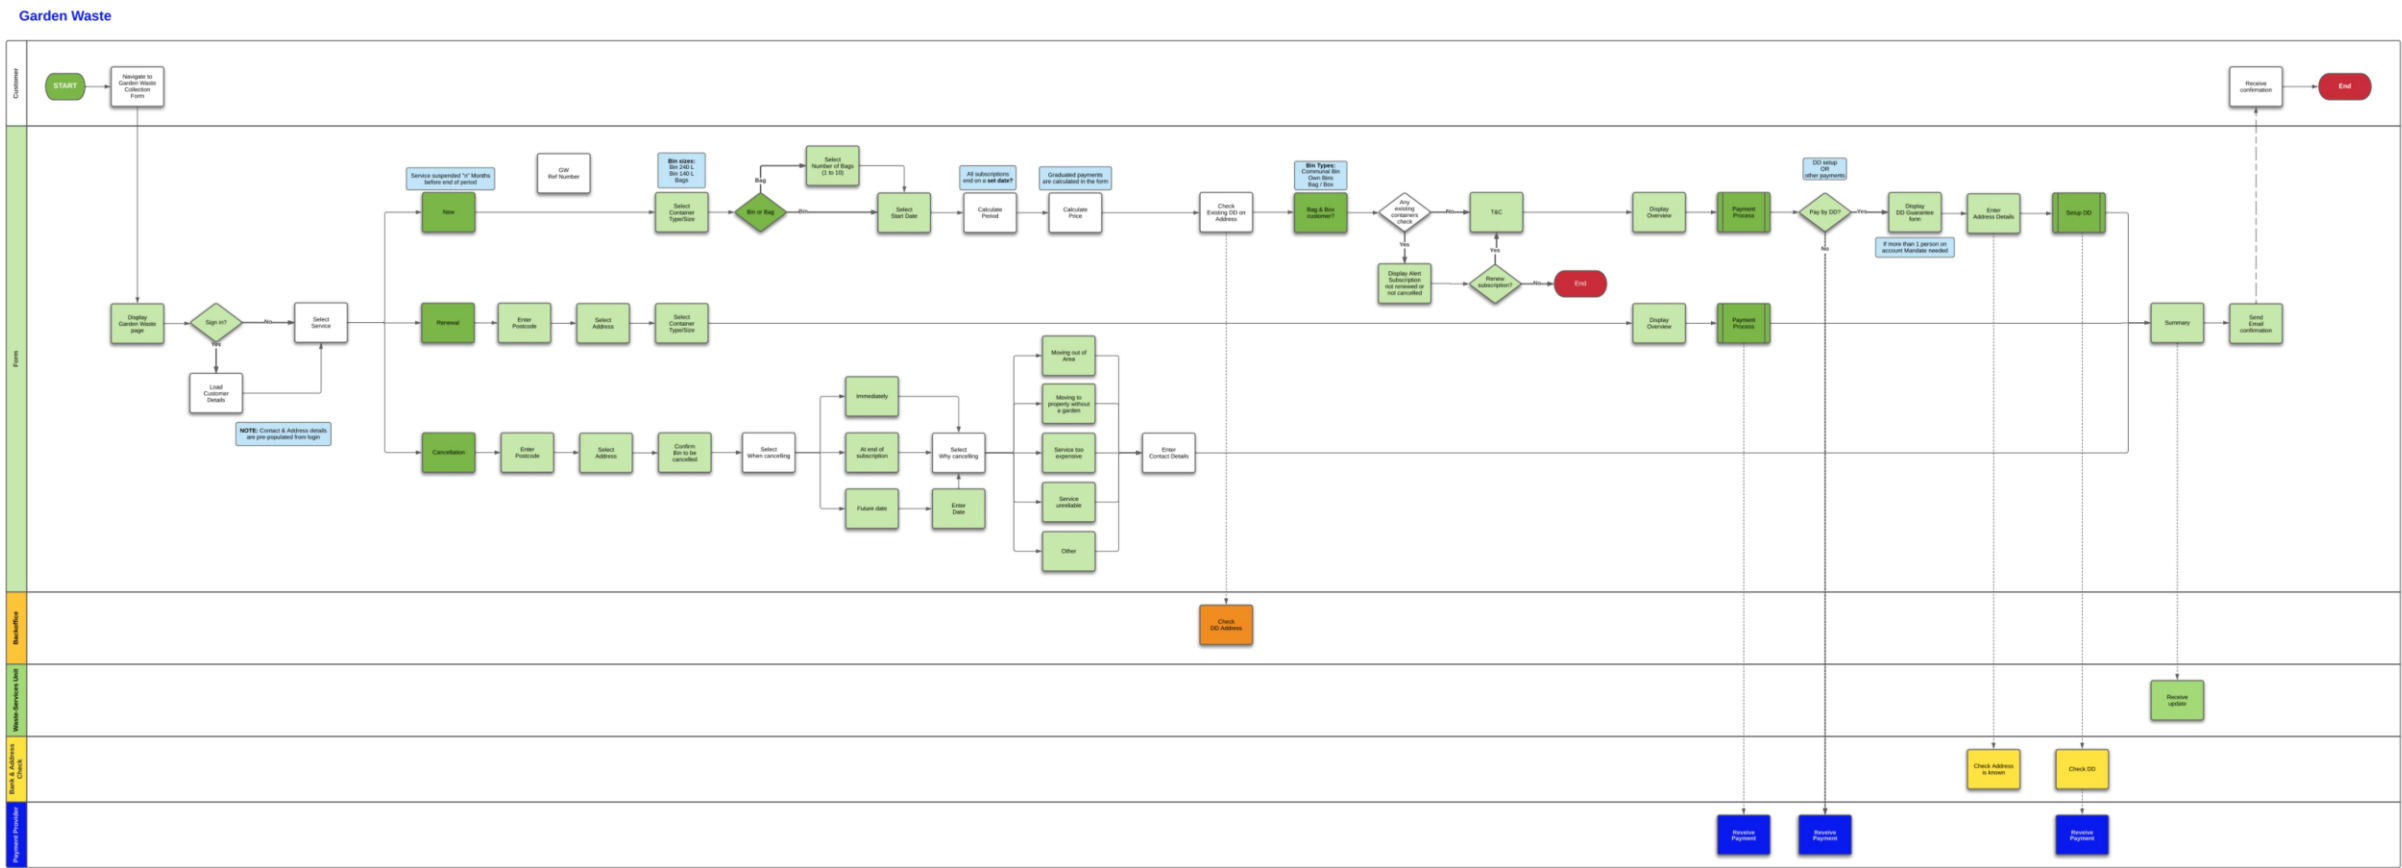 Garden Waste
Customer
START
Navigate to
Garden Waste
Collection
Form
Receive
confirmation
End
Form
Service suspended "n" Months
before end of period
GW
Ref Number
Bin sizes:
Bin 240 L
Bin 140 L
Bags
Select
Number of Bags
(1 to 10)
All subscriptions
end on a set date?
Graduated payments
are calculated in the form
Bin Types:
Communal Bin
Own Bins
Bag / Box
DD setup
OR
other payments
New
Select
Container
Type/Size
Bin or Bag
Bag
Bin
Select
Start Date
Calculate
Period
Calculate
Price
Check
Existing DD on
Address
Bag & Box
customer?
Any
existing
containers
check
No
Yes
T&C
Display
Overview
Payment
Process
Pay by DD?
Yes
No
Display
DD Guarantee
form
If more than 1 person on
account Mandate needed
Enter
Address Details
Setup DD
Display Alert
Subscription
not renewed or
not cancelled
Renew
subscription?
Yes
No
End
Display
Garden Waste
page
Sign in?
No
Yes
Select
Service
Load
Customer
Details
NOTE: Contact & Address details
are pre-populated from login
Renewal
Enter
Postcode
Select
Address
Select
Container
Type/Size
Display
Overview
Payment
Process
Summary
Send
Email
confirmation
Cancellation
Enter
Postcode
Select
Address
Confirm
Bin to be
cancelled
Select
When cancelling
Immediately
At end of
subscription
Future date
Select
Why cancelling
Enter
Date
Moving out of
Area
Moving to
property without
a garden
Service too
expensive
Service
unreliable
Other
Enter
Contact Details
Backoffice
Check
DD Address
Waste-Services Unit
Receive
update
Bank & Address
Check
Check Address
is known
Check DD
Payment Provider
Reveive
Payment
Reveive
Payment
Reveive
Payment